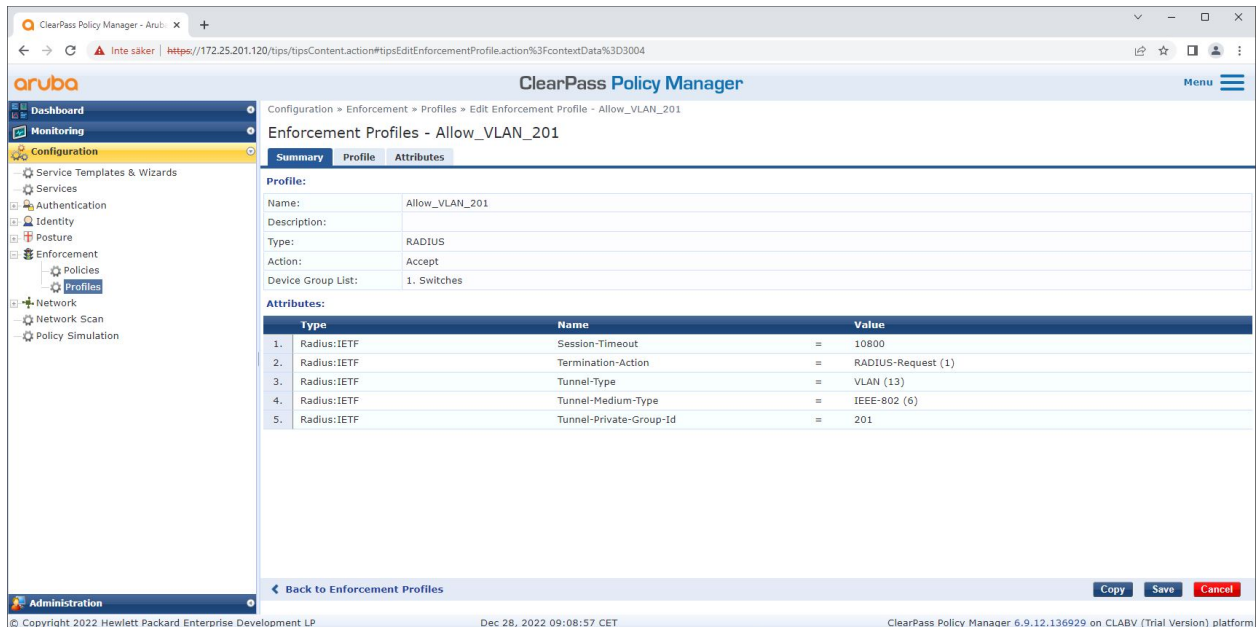 ClearPass Policy Manager - Arub
Inte säker | https://172.25.201.120/tips/tipsContent.action#tipsEditEnforcementProfile.action%3FcontextData%3D3004
aruba
ClearPass Policy Manager
Menu
Dashboard
Monitoring
Configuration
Service Templates & Wizards
Services
Authentication
Identity
Posture
Enforcement
Policies
Profiles
Network
Network Scan
Policy Simulation
Administration
Configuration » Enforcement » Profiles » Edit Enforcement Profile - Allow_VLAN_201
Enforcement Profiles - Allow_VLAN_201
Summary Profile Attributes
Profile:
Name: Allow_VLAN_201
Description:
Type: RADIUS
Action: Accept
Device Group List: 1. Switches
Attributes:
Type Name Value
1. Radius:IETF Session-Timeout = 10800
2. Radius:IETF Termination-Action = RADIUS-Request (1)
3. Radius:IETF Tunnel-Type = VLAN (13)
4. Radius:IETF Tunnel-Medium-Type = IEEE-802 (6)
5. Radius:IETF Tunnel-Private-Group-Id = 201
Back to Enforcement Profiles
Copy Save Cancel
© Copyright 2022 Hewlett Packard Enterprise Development LP Dec 28, 2022 09:08:57 CET ClearPass Policy Manager 6.9.12.136929 on CLABV (Trial Version) platform